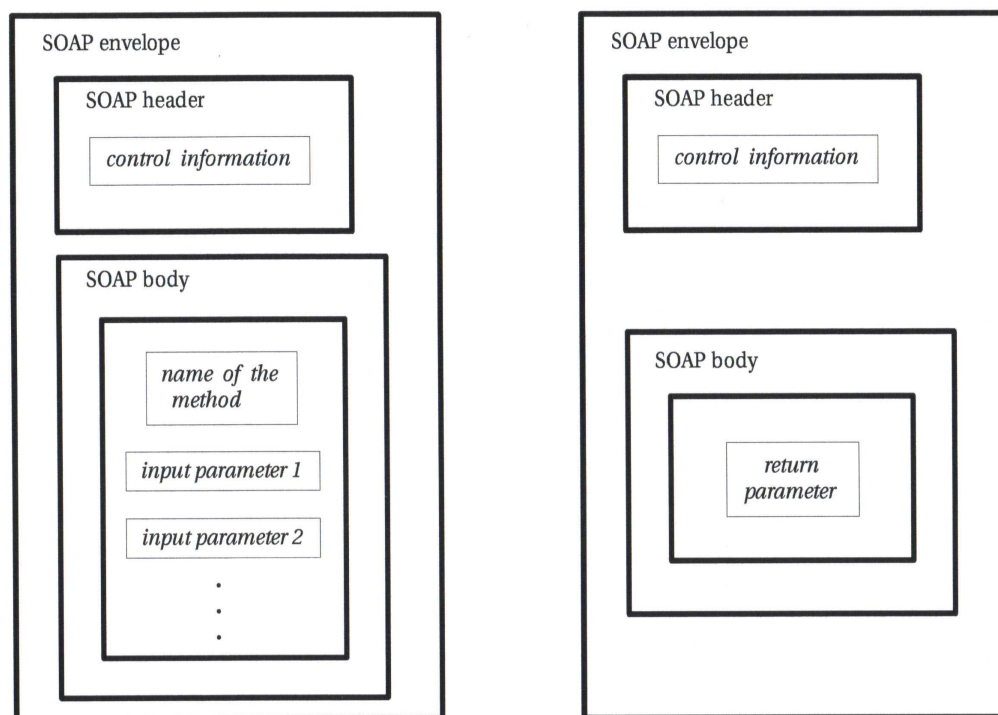 SOAP envelope
SOAP header
control information
SOAP body
name of the
method
input parameter 1
input parameter 2
SOAP envelope
SOAP header
control information
SOAP body
return
parameter